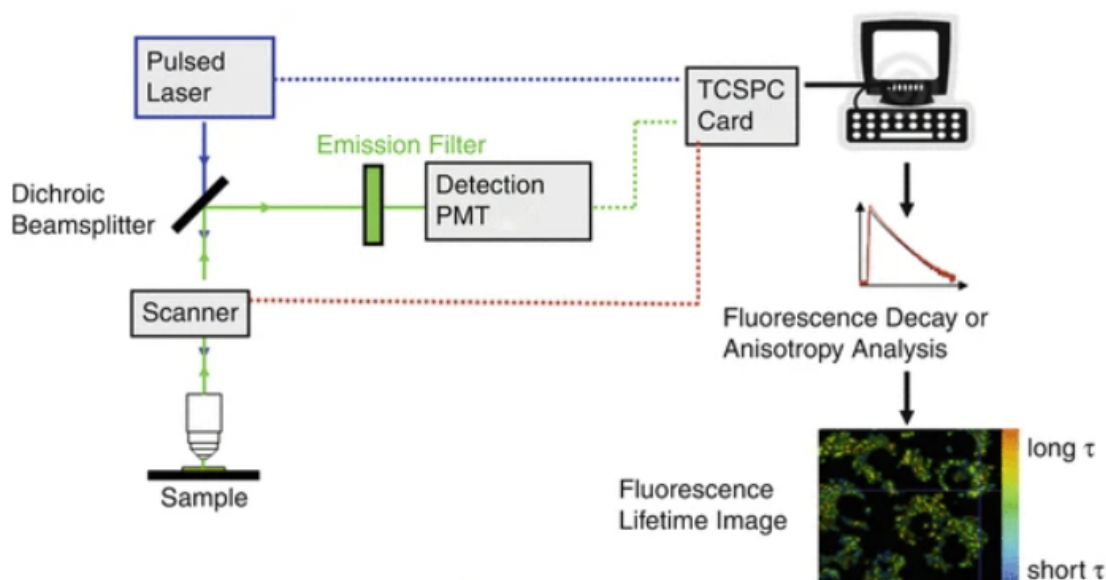 Pulsed
Laser
TCSPC
Card
Emission Filter
Detection
PMT
Dichroic
Beamsplitter
Scanner
Fluorescence Decay or
Anisotropy Analysis
Sample
Fluorescence
Lifetime Image
long τ
short τ